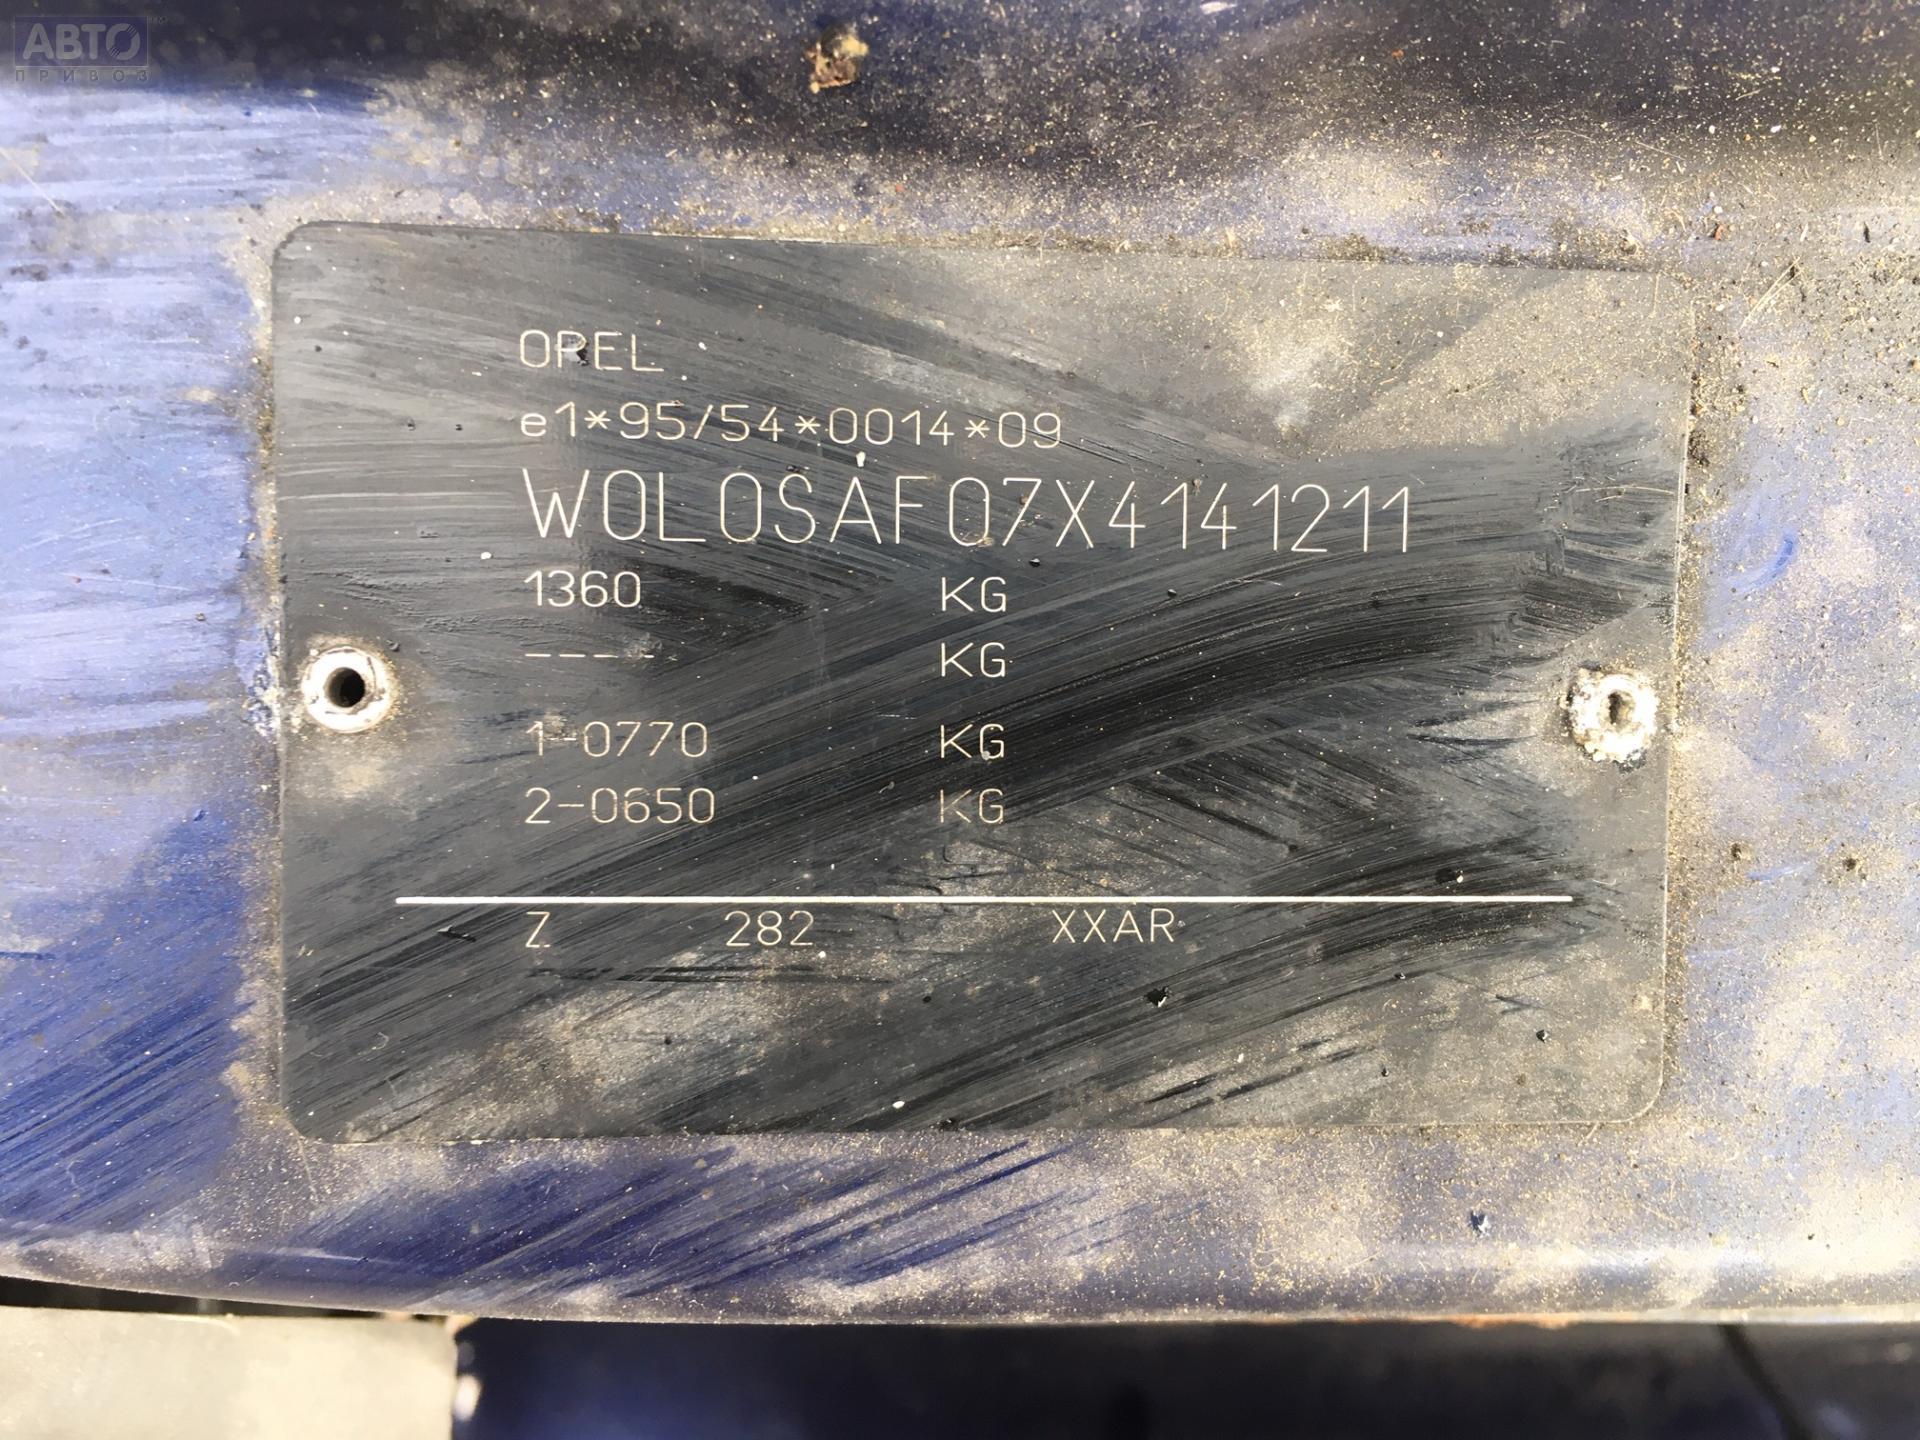 АВТО
ПРИВОЗ
OPEL
e1*95/54*0014*09
W0L0SAF07X4141211
1360 KG
---- KG
1-0770 KG
2-0650 KG
Z 282 XXAR